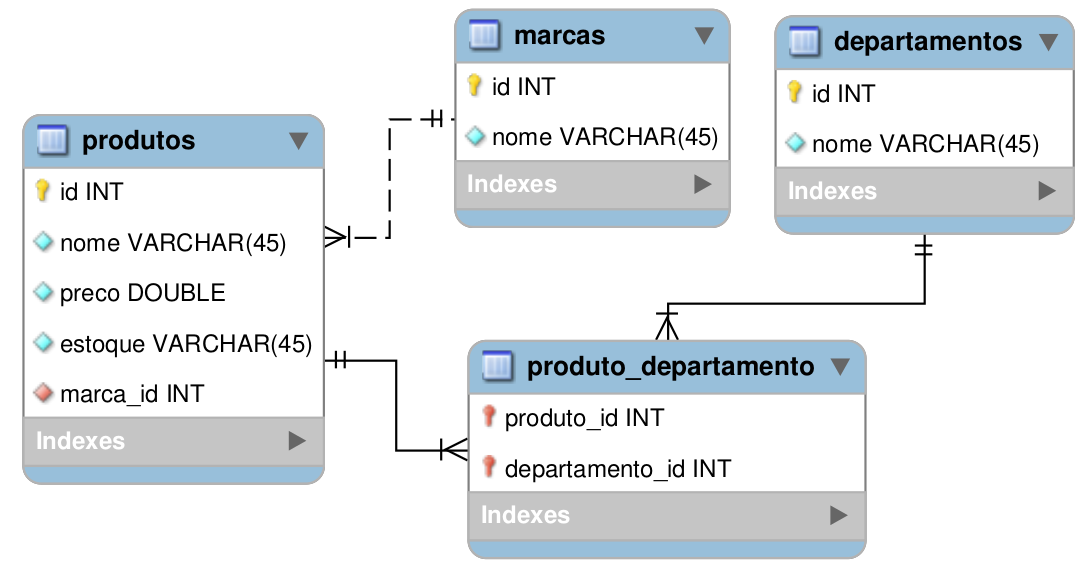 marcas
id INT
nome VARCHAR(45)
Indexes
departamentos
id INT
nome VARCHAR(45)
Indexes
produtos
id INT
nome VARCHAR(45)
preco DOUBLE
estoque VARCHAR(45)
marca_id INT
Indexes
produto_departamento
produto_id INT
departamento_id INT
Indexes